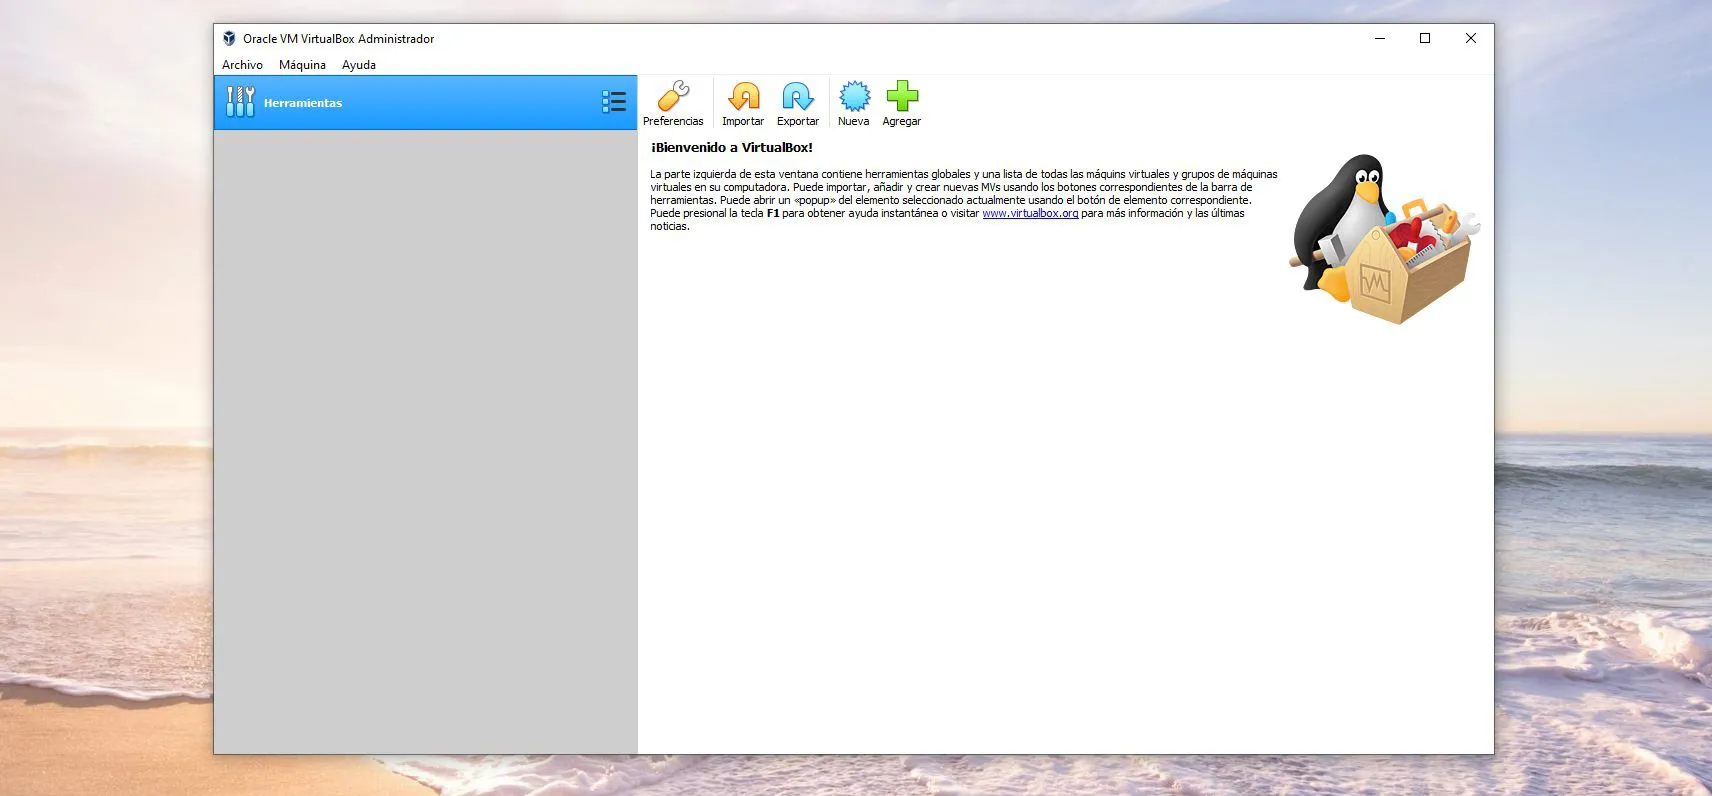 Oracle VM VirtualBox Administrador
Archivo Máquina Ayuda
Herramientas
Preferencias Importar Exportar Nueva Agregar
¡Bienvenido a VirtualBox!
La parte izquierda de esta ventana contiene herramientas globales y una lista de todas las máquins virtuales y grupos de máquinas
virtuales en su computadora. Puede importar, añadir y crear nuevas MVs usando los botones correspondientes de la barra de
herramientas. Puede abrir un «popup» del elemento seleccionado actualmente usando el botón de elemento correspondiente.
Puede presional la tecla F1 para obtener ayuda instantánea o visitar www.virtualbox.org para más información y las últimas
noticias.